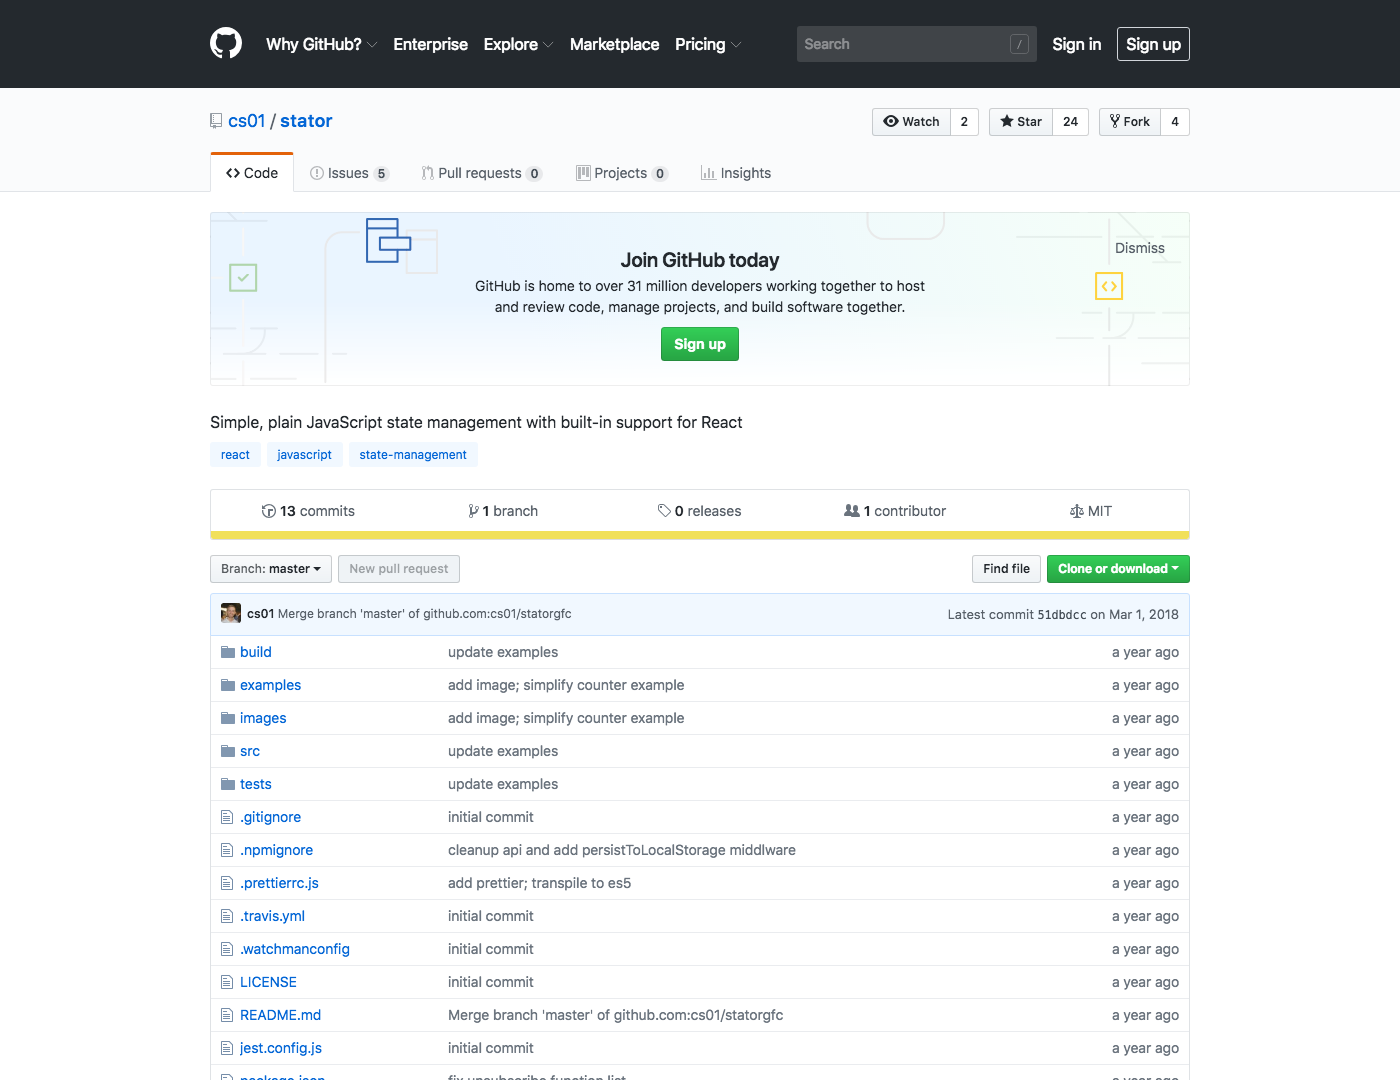 Why GitHub? Enterprise Explore Marketplace Pricing Search / Sign in Sign up
cs01 / stator Watch 2 Star 24 Fork 4
Code Issues 5 Pull requests 0 Projects 0 Insights
Dismiss
Join GitHub today
GitHub is home to over 31 million developers working together to host
and review code, manage projects, and build software together.
Sign up
Simple, plain JavaScript state management with built-in support for React
react javascript state-management
13 commits 1 branch 0 releases 1 contributor MIT
Branch: master New pull request Find file Clone or download
cs01 Merge branch 'master' of github.com:cs01/statorgfc Latest commit 51dbdcc on Mar 1, 2018
build update examples a year ago
examples add image; simplify counter example a year ago
images add image; simplify counter example a year ago
src update examples a year ago
tests update examples a year ago
.gitignore initial commit a year ago
.npmignore cleanup api and add persistToLocalStorage middlware a year ago
.prettierrc.js add prettier; transpile to es5 a year ago
.travis.yml initial commit a year ago
.watchmanconfig initial commit a year ago
LICENSE initial commit a year ago
README.md Merge branch 'master' of github.com:cs01/statorgfc a year ago
jest.config.js initial commit a year ago
package.json fix unsubscribe function list